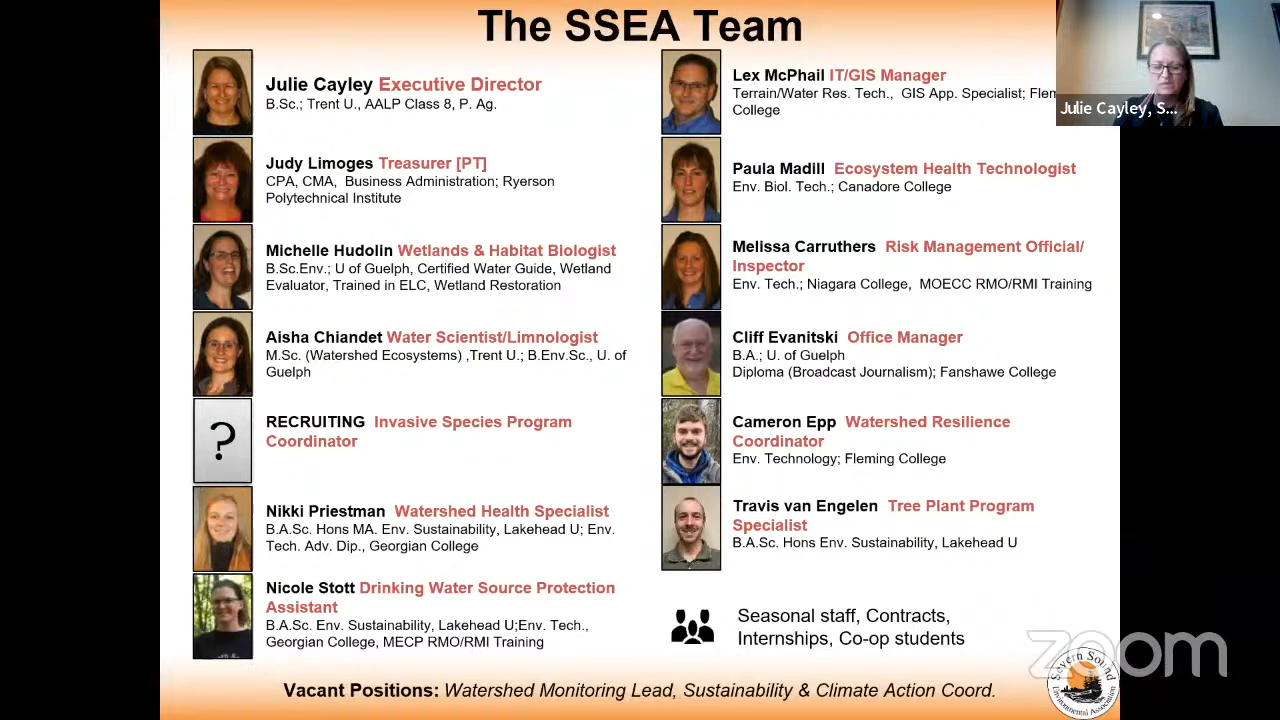 The SSEA Team
Julie Cayley Executive Director
B.Sc.; Trent U., AALP Class 8, P. Ag.
Judy Limoges Treasurer [PT]
CPA, CMA, Business Administration; Ryerson
Polytechnical Institute
Michelle Hudolin Wetlands & Habitat Biologist
B.Sc.Env.; U of Guelph, Certified Water Guide, Wetland
Evaluator, Trained in ELC, Wetland Restoration
Aisha Chiandet Water Scientist/Limnologist
M.Sc. (Watershed Ecosystems) ,Trent U.; B.Env.Sc., U. of
Guelph
?
RECRUITING Invasive Species Program
Coordinator
Nikki Priestman Watershed Health Specialist
B.A.Sc. Hons MA. Env. Sustainability, Lakehead U; Env.
Tech. Adv. Dip., Georgian College
Nicole Stott Drinking Water Source Protection
Assistant
B.A.Sc. Env. Sustainability, Lakehead U;Env. Tech.,
Georgian College, MECP RMO/RMI Training
Lex McPhail IT/GIS Manager
Terrain/Water Res. Tech., GIS App. Specialist; Flem
College
Paula Madill Ecosystem Health Technologist
Env. Biol. Tech.; Canadore College
Melissa Carruthers Risk Management Official/
Inspector
Env. Tech.; Niagara College, MOECC RMO/RMI Training
Cliff Evanitski Office Manager
B.A.; U. of Guelph
Diploma (Broadcast Journalism); Fanshawe College
Cameron Epp Watershed Resilience
Coordinator
Env. Technology; Fleming College
Travis van Engelen Tree Plant Program
Specialist
B.A.Sc. Hons Env. Sustainability, Lakehead U
Seasonal staff, Contracts,
Internships, Co-op students
Vacant Positions: Watershed Monitoring Lead, Sustainability & Climate Action Coord.
Julie Cayley, S...
zoom
Severn Sound
Environmental Association